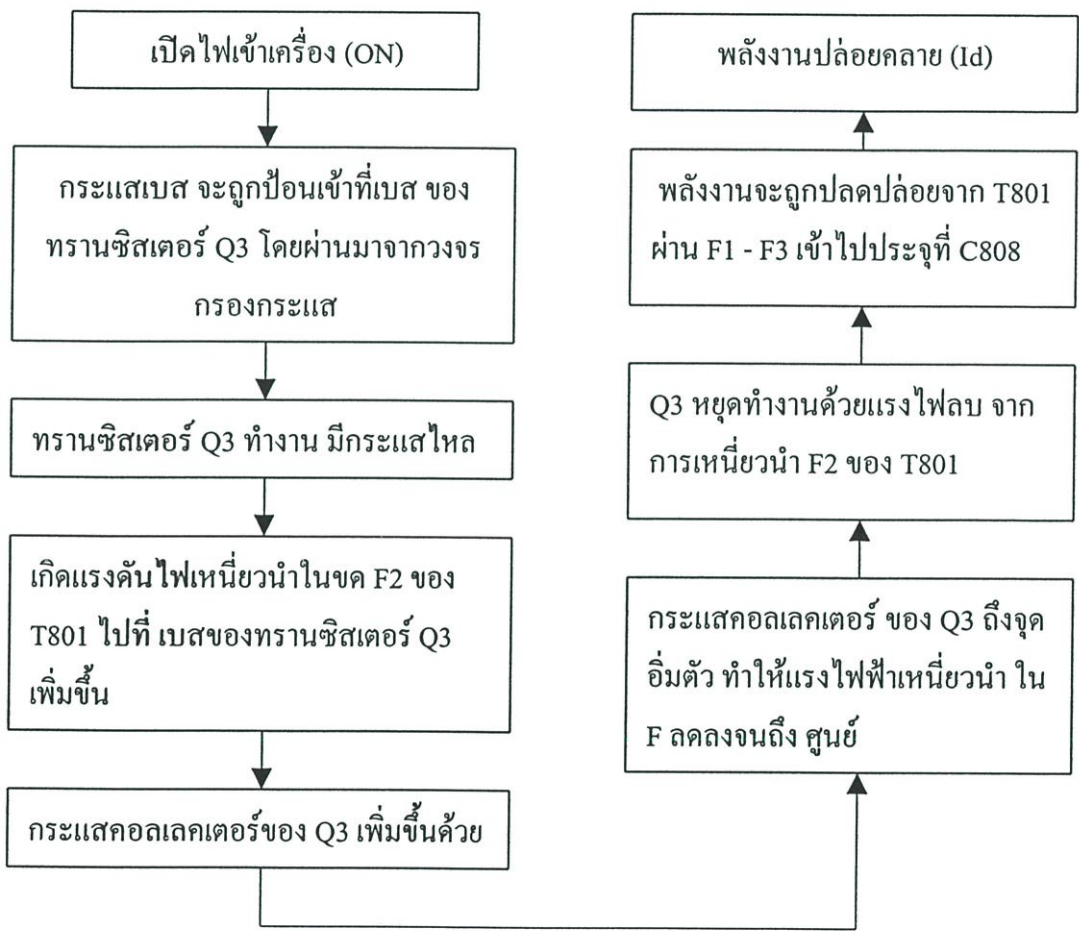 เปิดไฟเข้าเครื่อง (ON)
กระแสเบส จะถูกป้อนเข้าที่เบส ของ
ทรานซิสเตอร์ Q3 โดยผ่านมาจากวงจร
กรองกระแส
ทรานซิสเตอร์ Q3 ทำงาน มีกระแสไหล
เกิดแรงดันไฟเหนี่ยวนำในขด F2 ของ
T801 ไปที่ เบสของทรานซิสเตอร์ Q3
เพิ่มขึ้น
กระแสคอลเลคเตอร์ของ Q3 เพิ่มขึ้นด้วย
กระแสคอลเลคเตอร์ ของ Q3 ถึงจุด
อิ่มตัว ทำให้แรงไฟฟ้าเหนี่ยวนำ ใน
F ลดลงจนถึง ศูนย์
Q3 หยุดทำงานด้วยแรงไฟลบ จาก
การเหนี่ยวนำ F2 ของ T801
พลังงานจะถูกปลดปล่อยจาก T801
ผ่าน F1 - F3 เข้าไปประจุที่ C808
พลังงานปล่อยคลาย (Id)